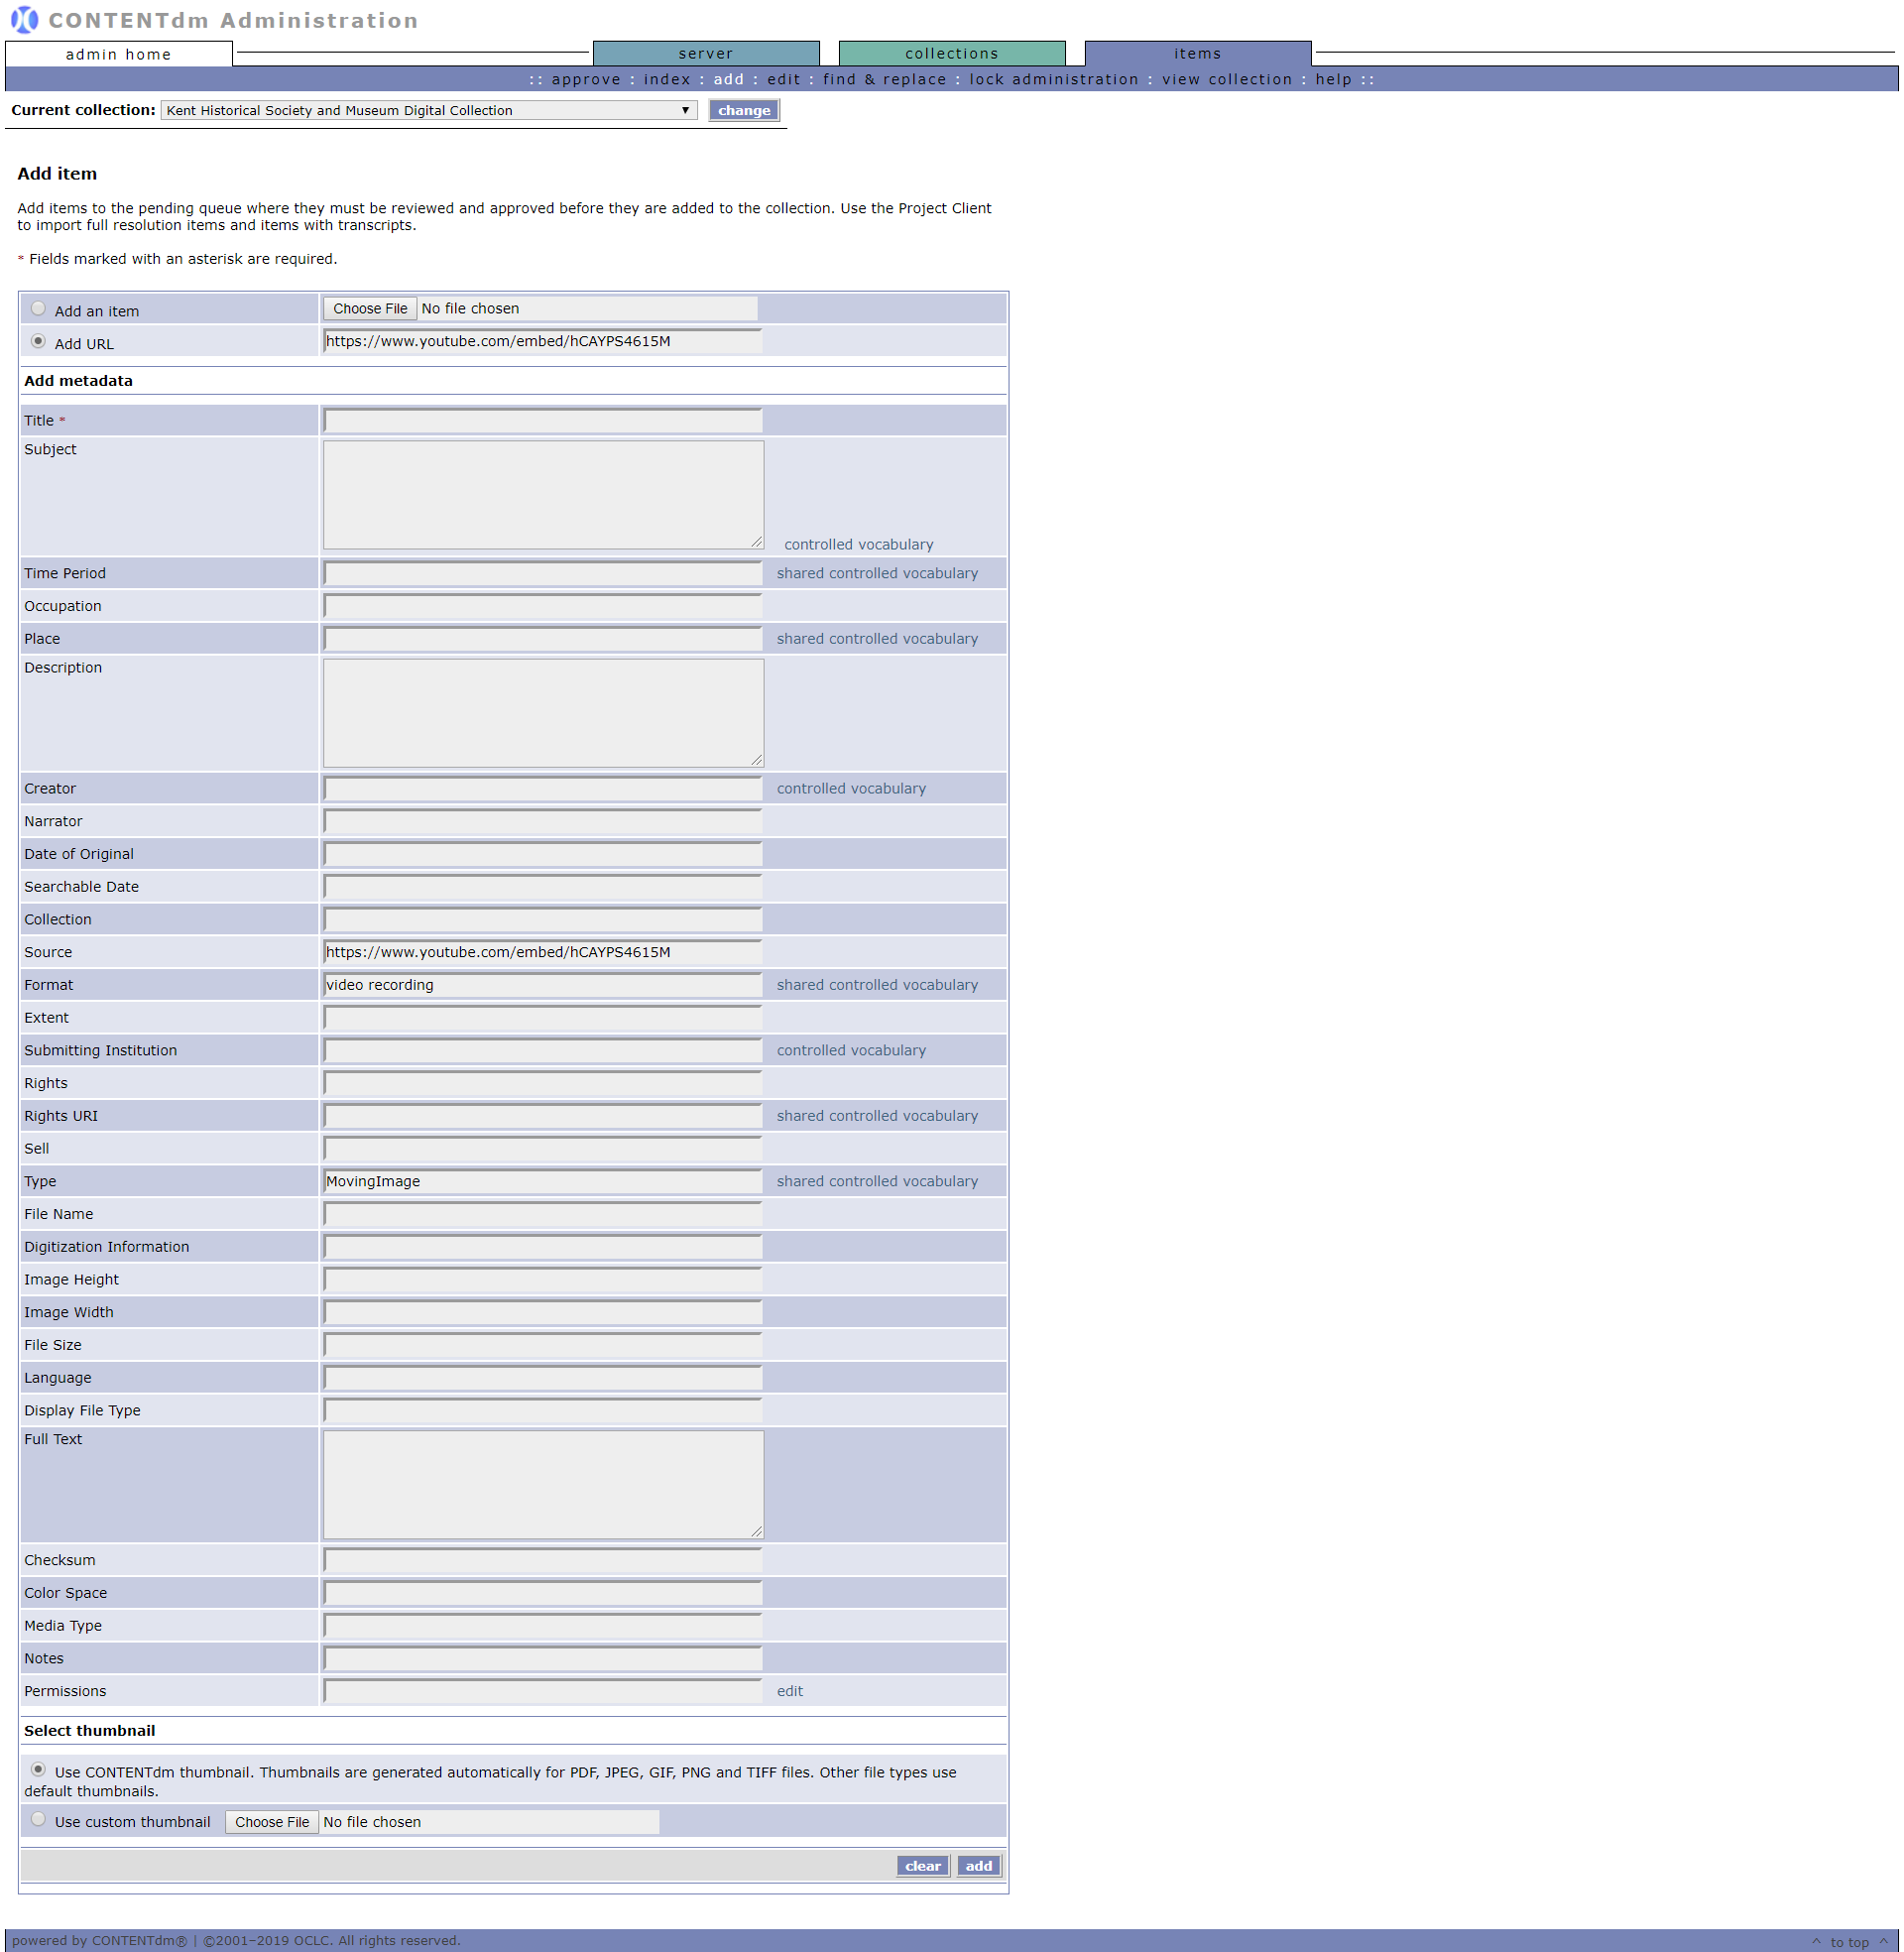 CONTENTdm Administration
admin home server collections items
:: approve : index : add : edit : find & replace : lock administration : view collection : help ::
Current collection: Kent Historical Society and Museum Digital Collection change
Add item
Add items to the pending queue where they must be reviewed and approved before they are added to the collection. Use the Project Client
to import full resolution items and items with transcripts.
* Fields marked with an asterisk are required.
Add an item Choose File No file chosen
Add URL https://www.youtube.com/embed/hCAYPS4615M
Add metadata
Title *
Subject
controlled vocabulary
Time Period shared controlled vocabulary
Occupation
Place shared controlled vocabulary
Description
Creator controlled vocabulary
Narrator
Date of Original
Searchable Date
Collection
Source https://www.youtube.com/embed/hCAYPS4615M
Format video recording shared controlled vocabulary
Extent
Submitting Institution controlled vocabulary
Rights
Rights URI shared controlled vocabulary
Sell
Type MovingImage shared controlled vocabulary
File Name
Digitization Information
Image Height
Image Width
File Size
Language
Display File Type
Full Text
Checksum
Color Space
Media Type
Notes
Permissions edit
Select thumbnail
Use CONTENTdm thumbnail. Thumbnails are generated automatically for PDF, JPEG, GIF, PNG and TIFF files. Other file types use
default thumbnails.
Use custom thumbnail Choose File No file chosen
clear add
powered by CONTENTdm® | ©2001–2019 OCLC. All rights reserved. ^ to top ^